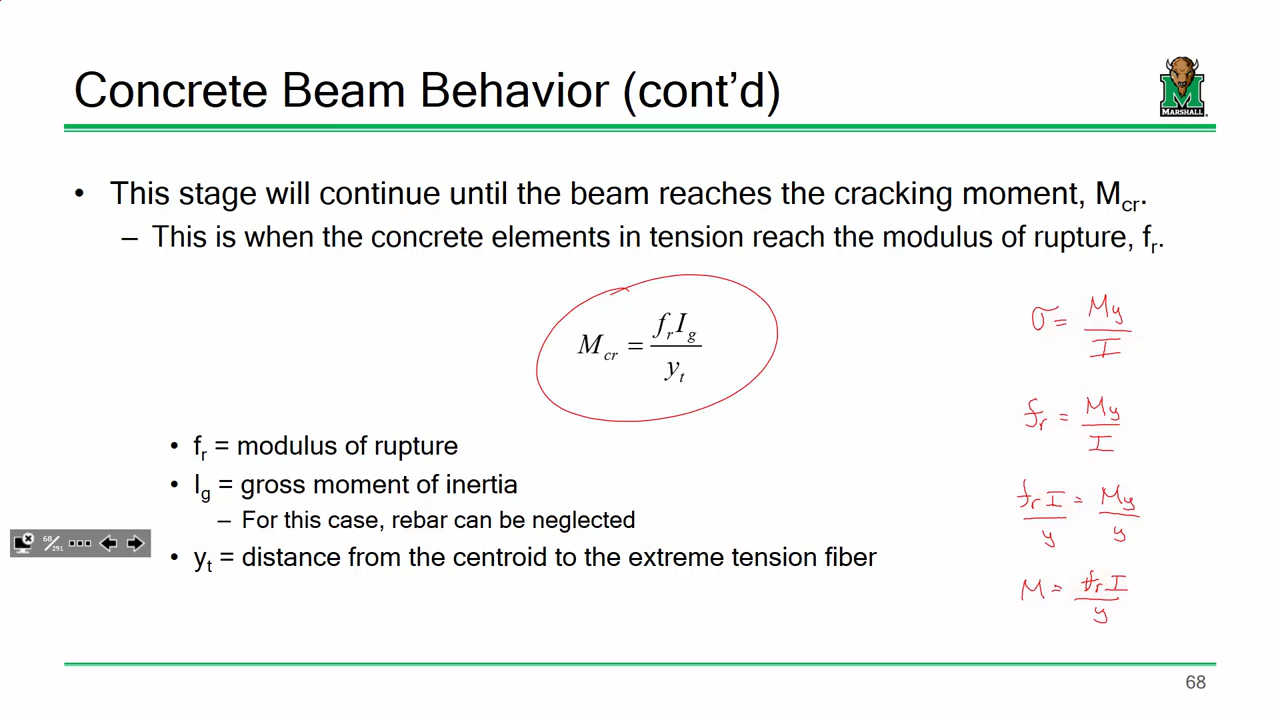 Concrete Beam Behavior (cont'd)
MARSHALL
• This stage will continue until the beam reaches the cracking moment, Mcr.
– This is when the concrete elements in tension reach the modulus of rupture, fr.
Mcr = frIg / yt
• fr = modulus of rupture
• Ig = gross moment of inertia
– For this case, rebar can be neglected
• yt = distance from the centroid to the extreme tension fiber
σ = My / I
fr = My / I
frI / y = My / y
M = frI / y
68/291
68